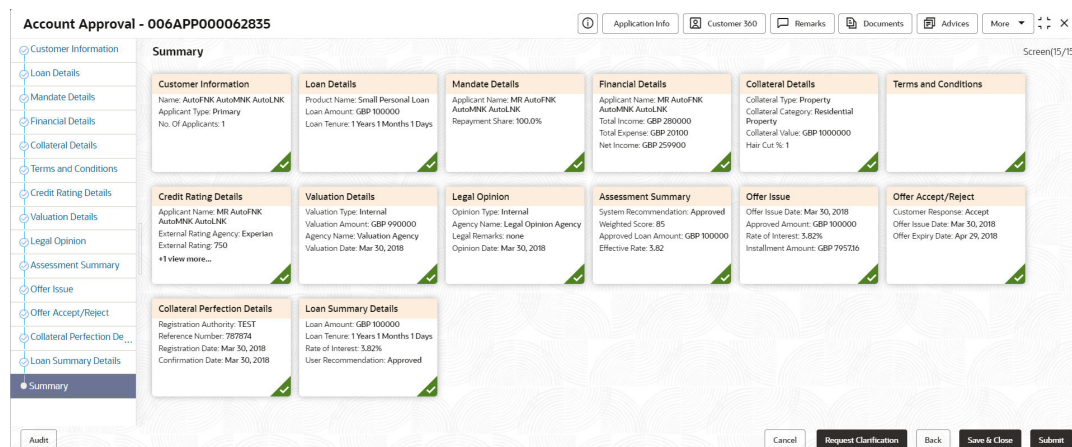 Account Approval - 006APP000062835
Application Info
Customer 360
Remarks
Documents
Advices
More
Customer Information
Loan Details
Mandate Details
Financial Details
Collateral Details
Terms and Conditions
Credit Rating Details
Valuation Details
Legal Opinion
Assessment Summary
Offer Issue
Offer Accept/Reject
Collateral Perfection De...
Loan Summary Details
Summary
Summary
Screen(15/15
Customer Information
Name: AutoFNK AutoMNK AutoLNK
Applicant Type: Primary
No. Of Applicants: 1
Loan Details
Product Name: Small Personal Loan
Loan Amount: GBP 100000
Loan Tenure: 1 Years 1 Months 1 Days
Mandate Details
Applicant Name: MR AutoFNK
AutoMNK AutoLNK
Repayment Share: 100.0%
Financial Details
Applicant Name: MR AutoFNK
AutoMNK AutoLNK
Total Income: GBP 280000
Total Expense: GBP 20100
Net Income: GBP 259900
Collateral Details
Collateral Type: Property
Collateral Category: Residential
Property
Collateral Value: GBP 1000000
Hair Cut %: 1
Terms and Conditions
Credit Rating Details
Applicant Name: MR AutoFNK
AutoMNK AutoLNK
External Rating Agency: Experian
External Rating: 750
+1 view more...
Valuation Details
Valuation Type: Internal
Valuation Amount: GBP 990000
Agency Name: Valuation Agency
Valuation Date: Mar 30, 2018
Legal Opinion
Opinion Type: Internal
Agency Name: Legal Opinion Agency
Legal Remarks: none
Opinion Date: Mar 30, 2018
Assessment Summary
System Recommendation: Approved
Weighted Score: 85
Approved Loan Amount: GBP 100000
Effective Rate: 3.82
Offer Issue
Offer Issue Date: Mar 30, 2018
Approved Amount: GBP 100000
Rate of Interest: 3.82%
Installment Amount: GBP 7957.16
Offer Accept/Reject
Customer Response: Accept
Offer Issue Date: Mar 30, 2018
Offer Expiry Date: Apr 29, 2018
Collateral Perfection Details
Registration Authority: TEST
Reference Number: 787874
Registration Date: Mar 30, 2018
Confirmation Date: Mar 30, 2018
Loan Summary Details
Loan Amount: GBP 100000
Loan Tenure: 1 Years 1 Months 1 Days
Rate of Interest: 3.82%
User Recommendation: Approved
Audit
Cancel
Request Clarification
Back
Save & Close
Submit